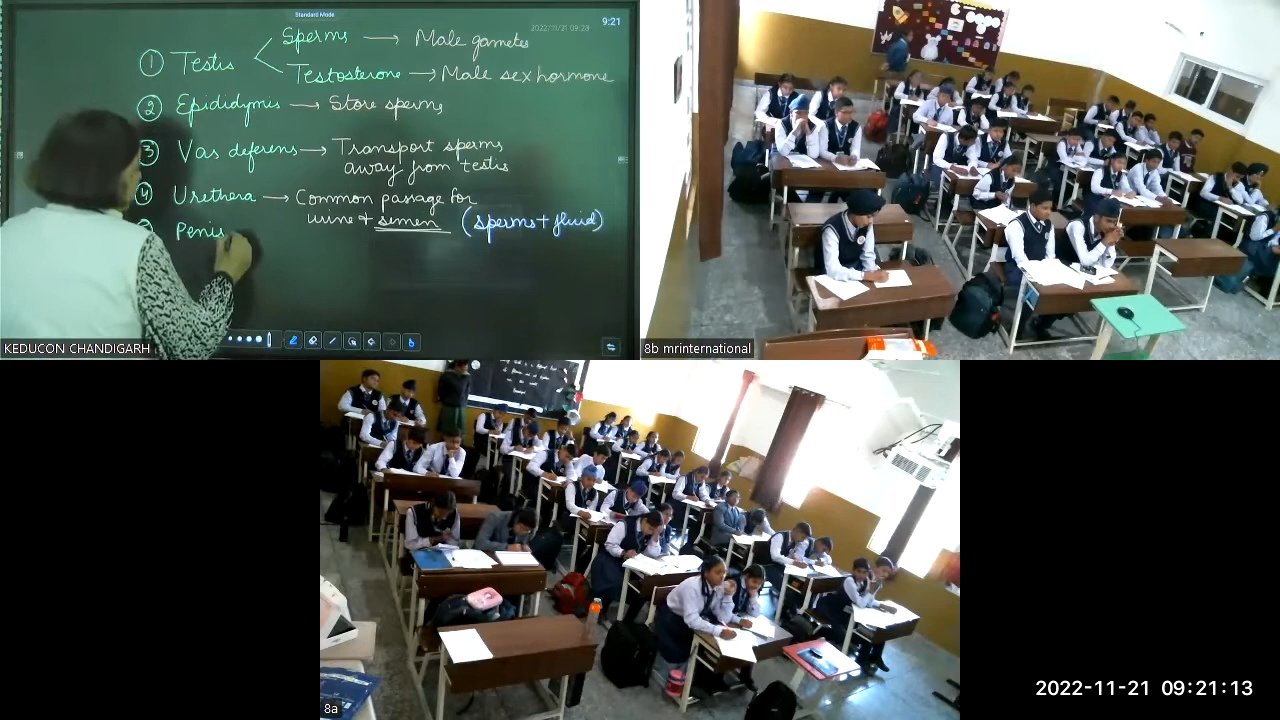 Standard Mode
9:21
2022/11/21 09:20
Sperms → Male gametes
① Testis
Testosterone → Male sex hormone
② Epididymis → Store sperms
③ Vas deferens → Transport sperms
away from testis
④ Urethera → Common passage for
urine + semen (sperms + fluid)
Penis
KEDUCON CHANDIGARH
8b mrinternational
8a
2022-11-21 09:21:13